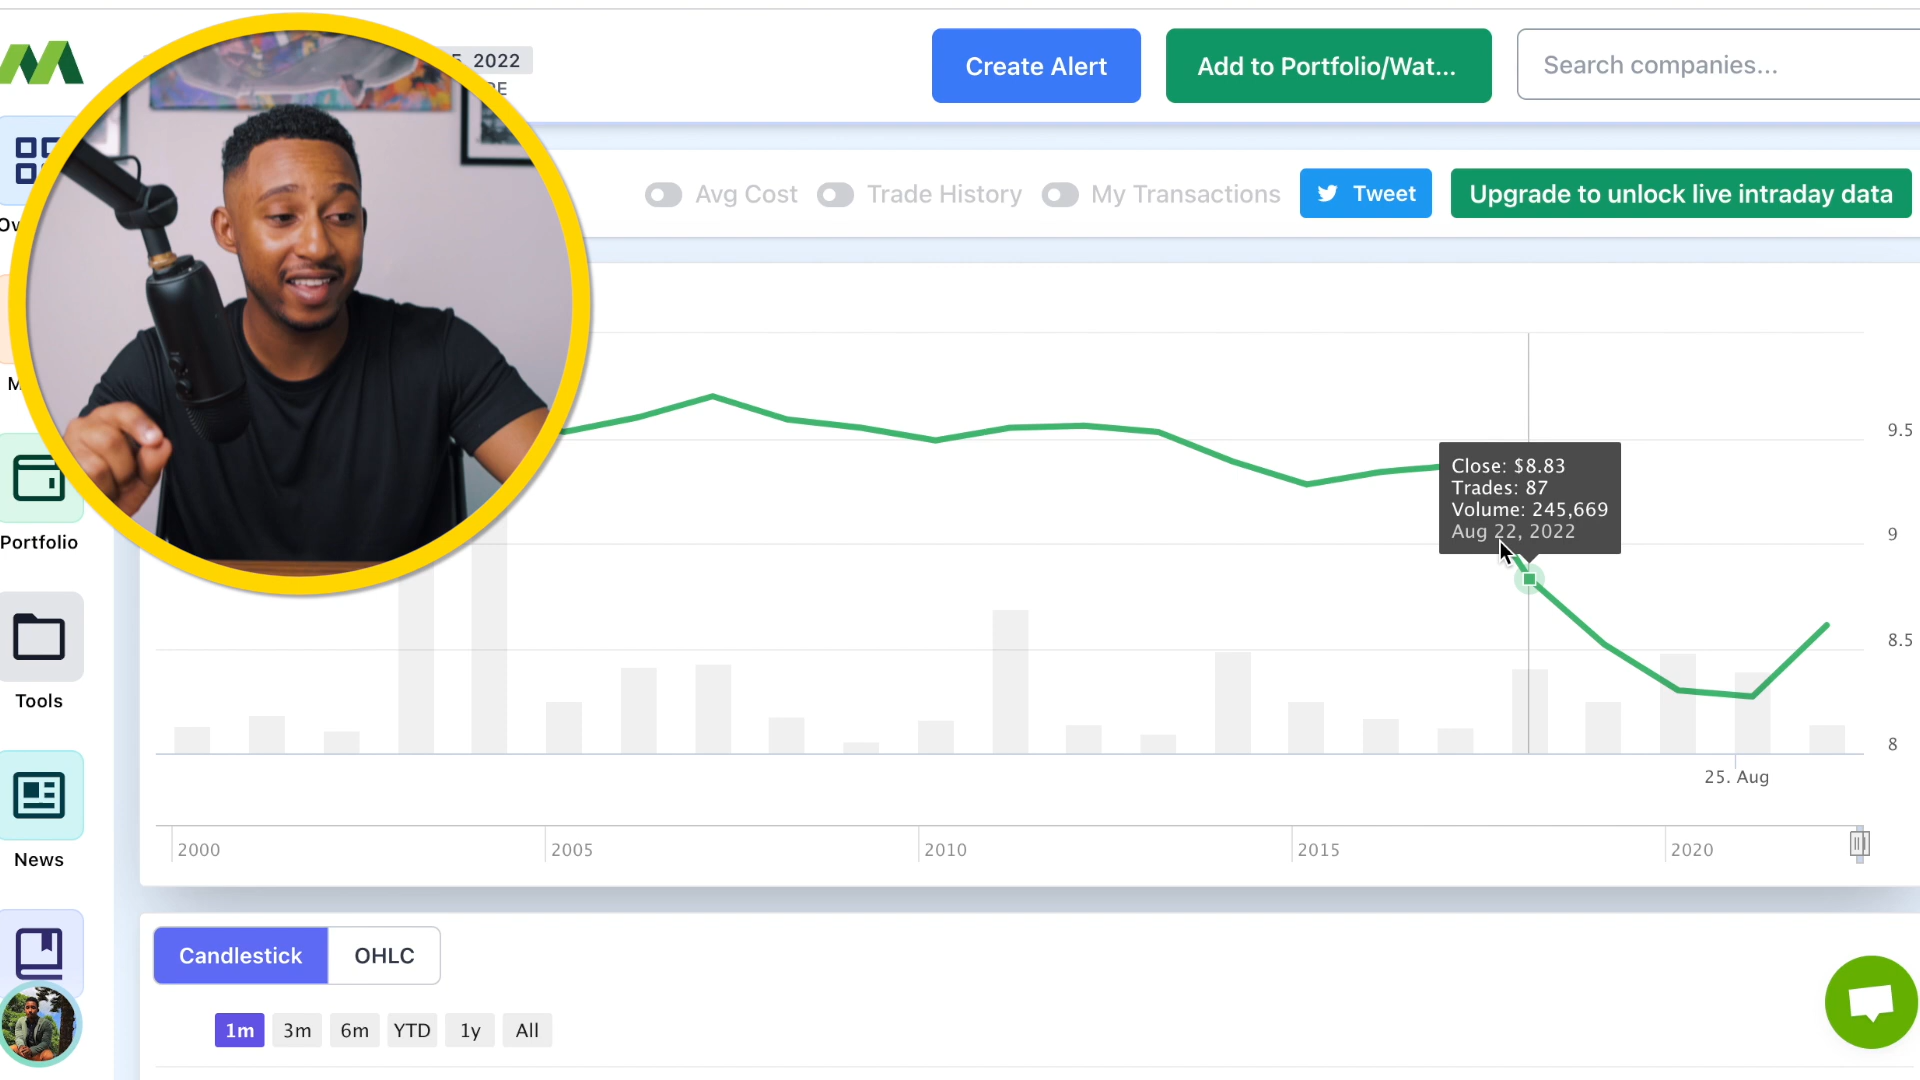 5, 2022
Create Alert
Add to Portfolio/Wat...
Search companies...
Avg Cost
Trade History
My Transactions
Tweet
Upgrade to unlock live intraday data
Portfolio
Tools
News
9.5
9
8.5
8
Close: $8.83
Trades: 87
Volume: 245,669
Aug 22, 2022
25. Aug
2000
2005
2010
2015
2020
Candlestick
OHLC
1m
3m
6m
YTD
1y
All